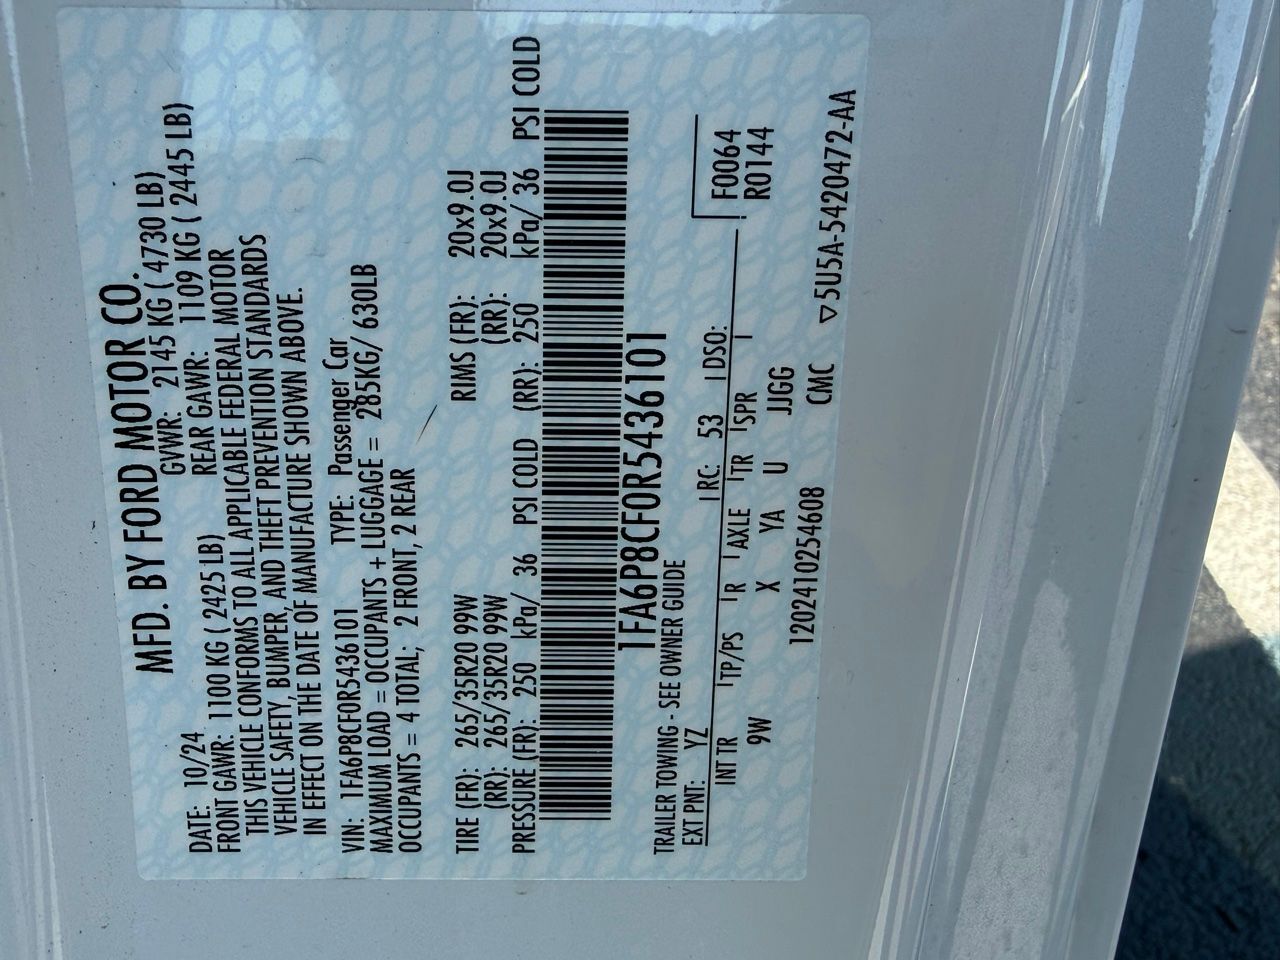 MFD. BY FORD MOTOR CO.
DATE: 10/24 GVWR: 2145 KG ( 4730 LB)
FRONT GAWR: 1100 KG ( 2425 LB) REAR GAWR: 1109 KG ( 2445 LB)
THIS VEHICLE CONFORMS TO ALL APPLICABLE FEDERAL MOTOR
VEHICLE SAFETY, BUMPER, AND THEFT PREVENTION STANDARDS
IN EFFECT ON THE DATE OF MANUFACTURE SHOWN ABOVE.
VIN: 1FA6P8CF0R5436101 TYPE: Passenger Car
MAXIMUM LOAD = OCCUPANTS + LUGGAGE = 285KG/ 630LB
OCCUPANTS = 4 TOTAL; 2 FRONT, 2 REAR
TIRE (FR): 265/35R20 99W RIMS (FR): 20x9.0J
(RR): 265/35R20 99W (RR): 20x9.0J
PRESSURE (FR): 250 kPa/ 36 PSI COLD (RR): 250 kPa/ 36 PSI COLD
1FA6P8CF0R5436101
TRAILER TOWING - SEE OWNER GUIDE
EXT PNT: YZ RC: 53 DSO:
INT TR TP/PS R AXLE TR SPR F0064
9W X YA U JJGG R0144
120241025460​8 CMC ▽5U5A-5420472-AA